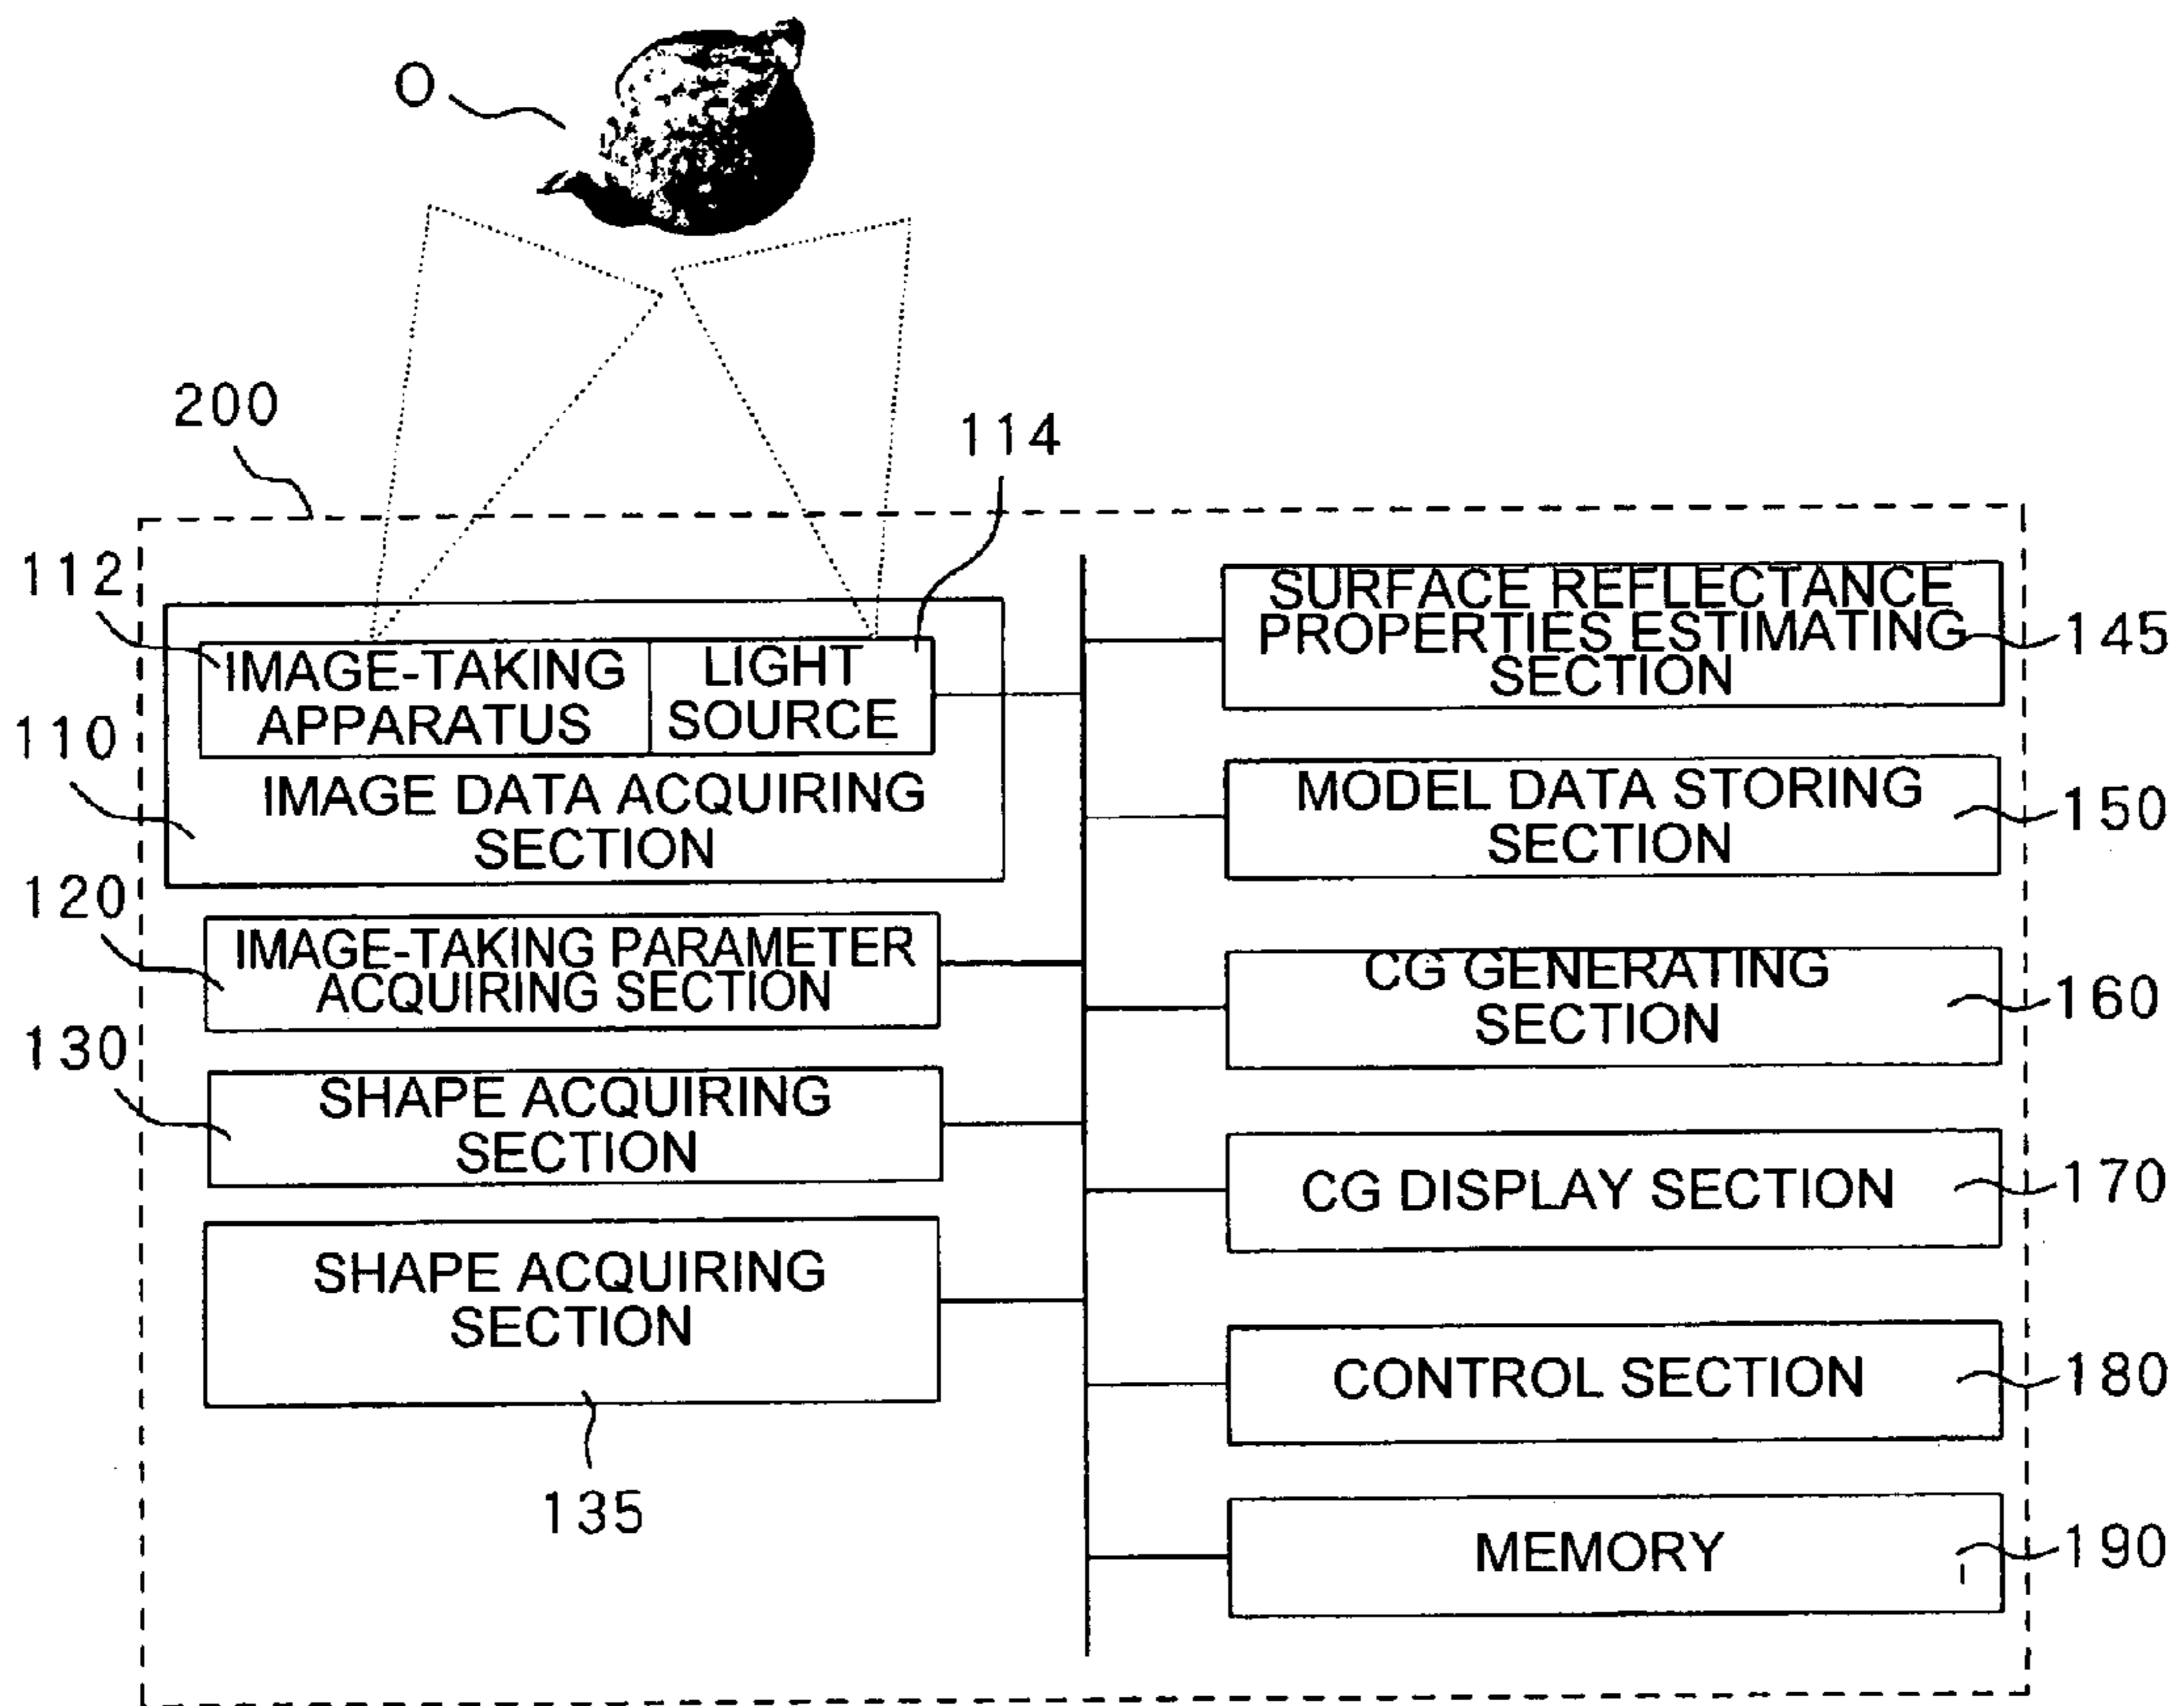 O
200
114
112
IMAGE-TAKING
APPARATUS
LIGHT
SOURCE
110
IMAGE DATA ACQUIRING
SECTION
120
IMAGE-TAKING PARAMETER
ACQUIRING SECTION
130
SHAPE ACQUIRING
SECTION
SHAPE ACQUIRING
SECTION
135
SURFACE REFLECTANCE
PROPERTIES ESTIMATING
SECTION
145
MODEL DATA STORING
SECTION
150
CG GENERATING
SECTION
160
CG DISPLAY SECTION
170
CONTROL SECTION
180
MEMORY
190